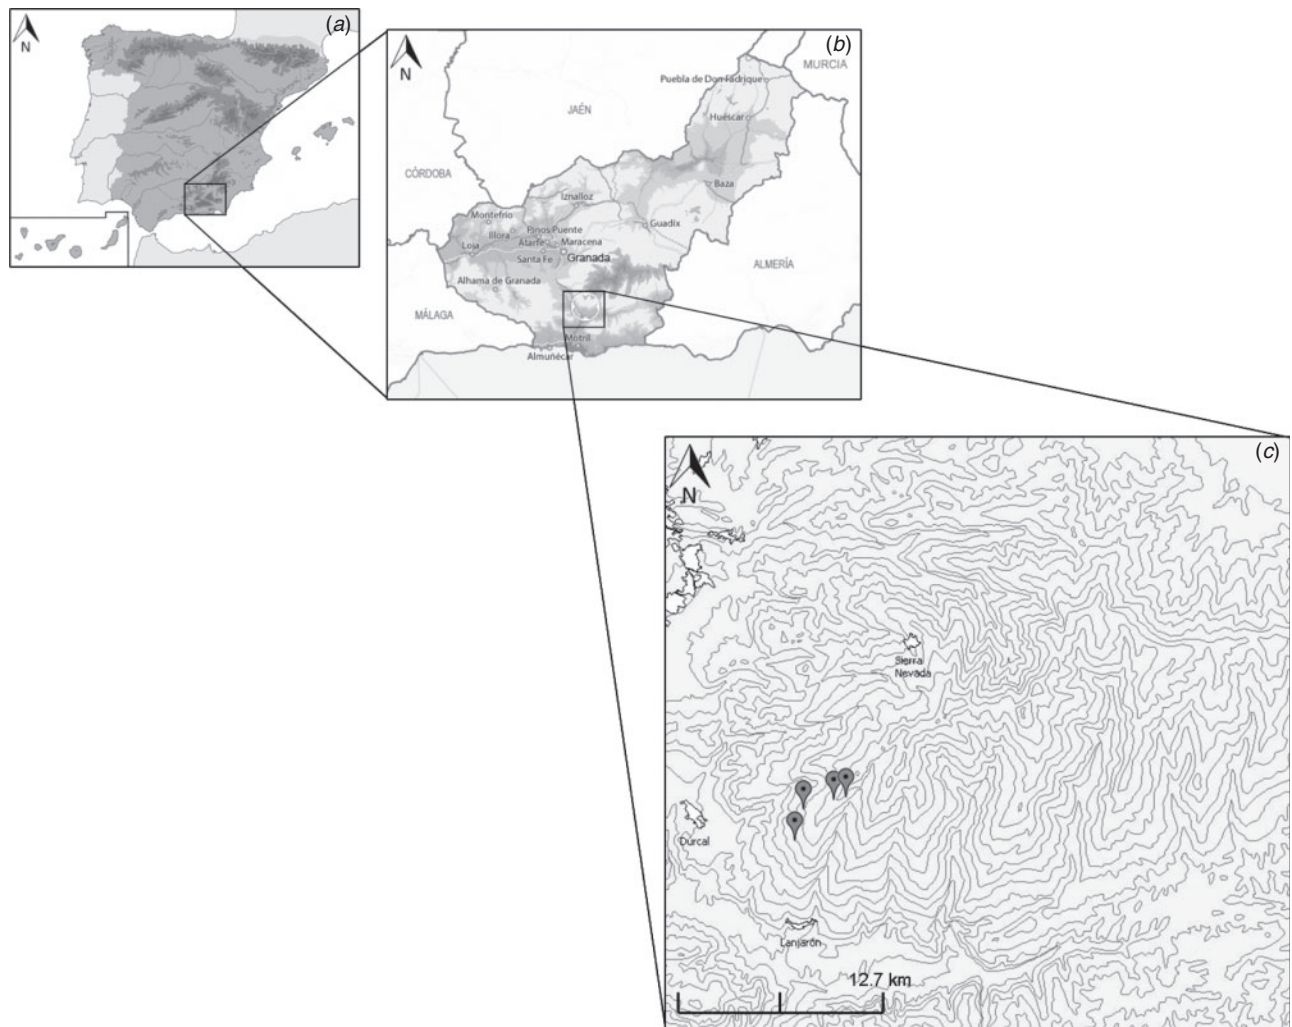 (a)
N
(b)
N
MURCIA
Puebla de Don Fadrique
Huéscar
JAÉN
CÓRDOBA
Baza
Iznalloz
Montefrío
Guadix
Pinos Puente
Illora
Atarfe
Maracena
Loja
Santa Fe
Granada
ALMERÍA
Alhama de Granada
MÁLAGA
Motril
Almuñécar
(c)
N
Sierra
Nevada
Durcal
Lanjarón
12.7 km